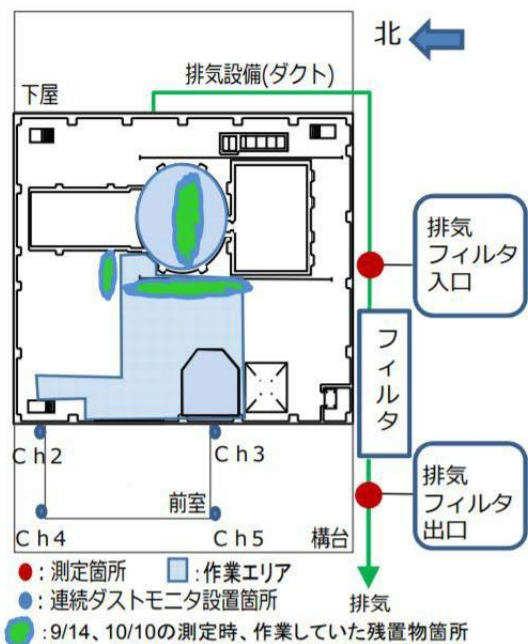 北
排気設備(ダクト)
下屋
排気
フィルタ
入口
フィルタ
排気
フィルタ
出口
Ch2
Ch3
前室
Ch4
Ch5
構台
排気
●:測定箇所
:作業エリア
●:連続ダストモニタ設置箇所
:9/14、10/10の測定時、作業していた残置物箇所